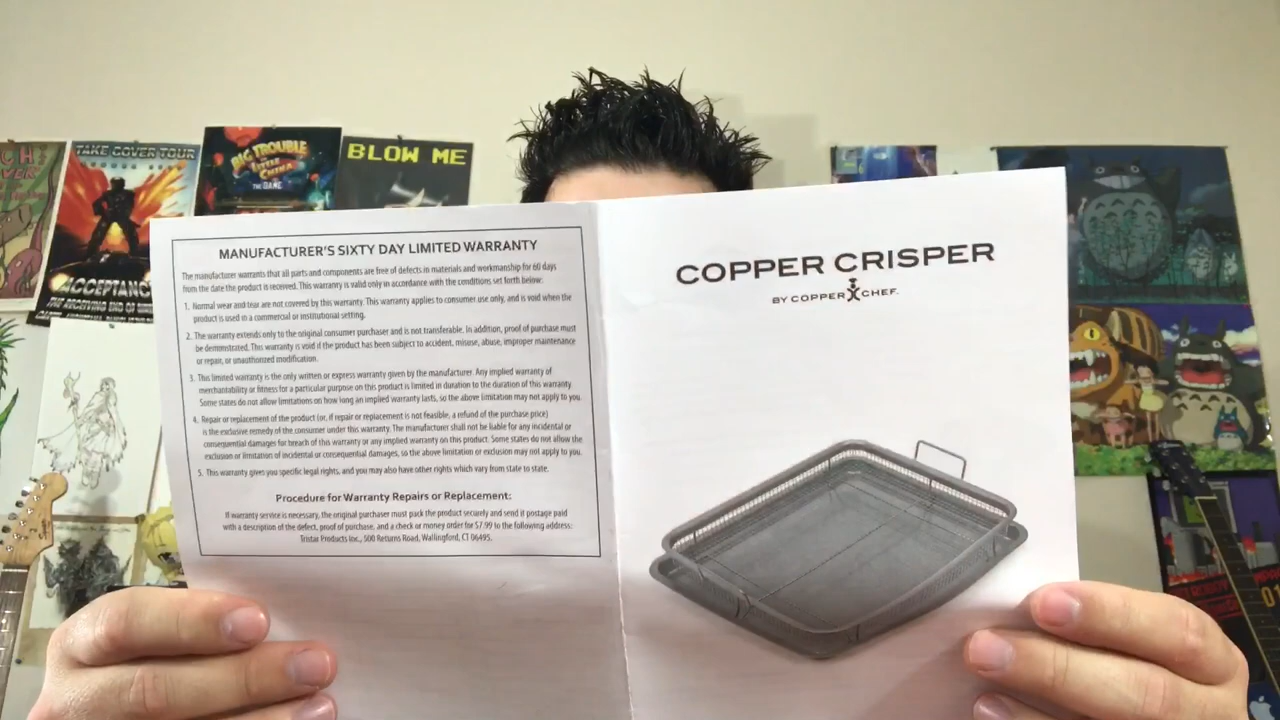 TAKE COVER TOUR
BIG TROUBLE
IN
LITTLE
CHINA
THE GAME
BLOW ME
ACCEPTANC
THE RECEIVING END OF
MANUFACTURER'S SIXTY DAY LIMITED WARRANTY
The manufacturer warrants that all parts and components are free of defects in materials and workmanship for 60 days
from the date the product is received. This warranty is valid only in accordance with the conditions set forth below:
1. Normal wear and tear are not covered by this warranty. This warranty applies to consumer use only, and is void when the
product is used in a commercial or institutional setting.
2. The warranty extends only to the original consumer purchaser and is not transferable. In addition, proof of purchase must
be demonstrated. This warranty is void if the product has been subject to accident, misuse, abuse, improper maintenance
or repair, or unauthorized modification.
3. This limited warranty is the only written or express warranty given by the manufacturer. Any implied warranty of
merchantability or fitness for a particular purpose on this product is limited in duration to the duration of this warranty.
Some states do not allow limitations on how long an implied warranty lasts, so the above limitation may not apply to you.
4. Repair or replacement of the product (or, if repair or replacement is not feasible, a refund of the purchase price)
is the exclusive remedy of the consumer under this warranty. The manufacturer shall not be liable for any incidental or
consequential damages for breach of this warranty or any implied warranty on this product. Some states do not allow the
exclusion or limitation of incidental or consequential damages, so the above limitation or exclusion may not apply to you.
5. This warranty gives you specific legal rights, and you may also have other rights which vary from state to state.
Procedure for Warranty Repairs or Replacement:
If warranty service is necessary, the original purchaser must pack the product securely and send it postage paid
with a description of the defect, proof of purchase, and a check or money order for $7.99 to the following address:
Tristar Products Inc., 500 Returns Road, Wallingford, CT 06495.
COPPER CRISPER
BY COPPER CHEF.